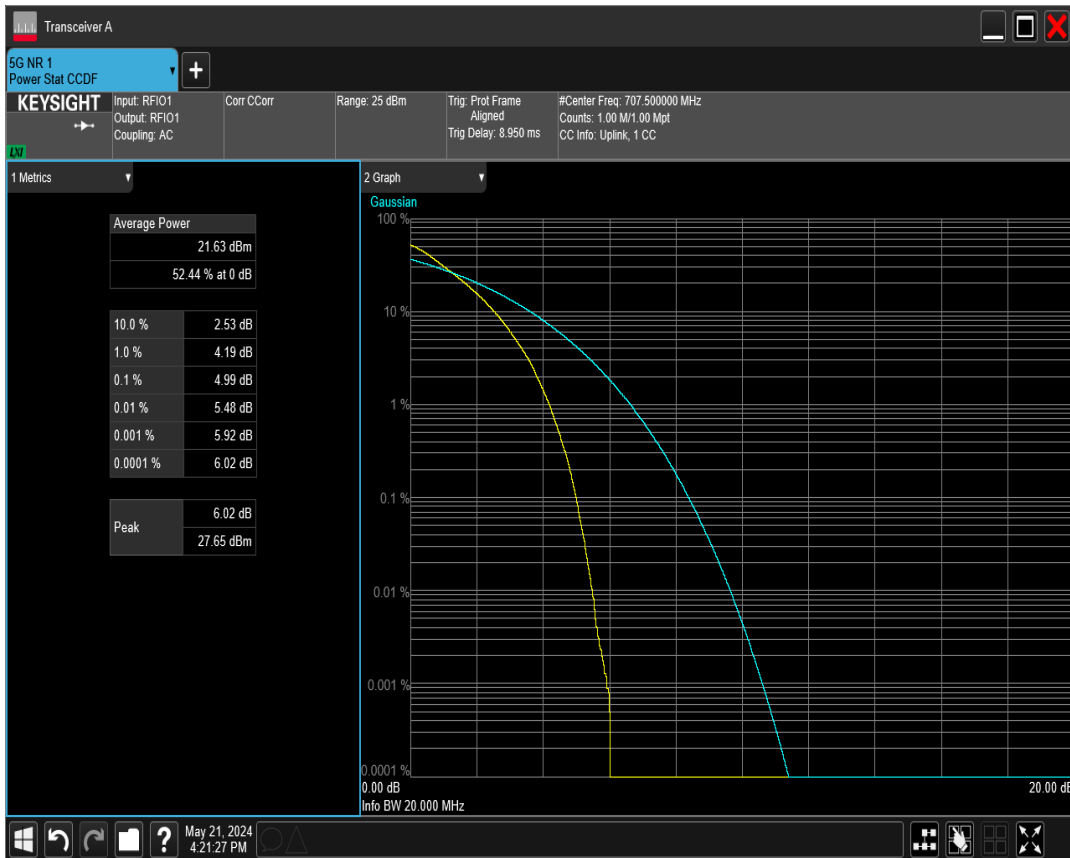 Transceiver A
5G NR 1
Power Stat CCDF
+
KEYSIGHT
LXI
Input: RFIO1
Output: RFIO1
Coupling: AC
Corr CCorr
Range: 25 dBm
Trig: Prot Frame
Aligned
Trig Delay: 8.950 ms
#Center Freq: 707.500000 MHz
Counts: 1.00 M/1.00 Mpt
CC Info: Uplink, 1 CC
1 Metrics
Average Power
21.63 dBm
52.44 % at 0 dB
10.0 % 2.53 dB
1.0 % 4.19 dB
0.1 % 4.99 dB
0.01 % 5.48 dB
0.001 % 5.92 dB
0.0001 % 6.02 dB
Peak
6.02 dB
27.65 dBm
2 Graph
Gaussian
100 %
10 %
1 %
0.1 %
0.01 %
0.001 %
0.0001 %
0.00 dB
20.00 dB
Info BW 20.000 MHz
?
May 21, 2024
4:21:27 PM